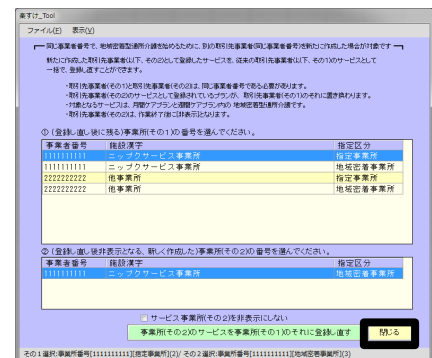 楽すけ_Tool
ファイル(F) 表示(V)
同じ事業者番号で、地域密着型通所介護を始めるために、別の取引先事業者(同じ事業者番号)を新たに作成した場合が対象です
新たに作成した取引先事業者(以下、その2)として登録したサービスを、従来の取引先事業者(以下、その1)のサービスとして
一括で、登録し直すことができます。
・取引先事業者(その1)と取引先事業者(その2)は、同じ事業者番号である必要があります。
・取引先事業者(その2)のサービスとして登録されているプランが、取引先事業者(その1)のそれに置き換わります。
・対象となるサービスは、月間ケアプランと週間ケアプラン内の 地域密着型通所介護です。
・取引先事業者(その2)は、作業終了後に非表示となります。
①(登録し直し後に残る)事業所(その1)の番号を選んでください。
事業者番号 施設漢字 指定区分
1111111111 ニップクサービス事業所 指定事業所
1111111111 ニップクサービス事業所 地域密着事業所
2222222222 他事業所 指定事業所
2222222222 他事業所 地域密着事業所
②(登録し直し後非表示となる、新しく作成した)事業所(その2)の番号を選んでください。
事業者番号 施設漢字 指定区分
1111111111 ニップクサービス事業所 地域密着事業所
サービス事業所(その2)を非表示にしない
事業所(その2)のサービスを事業所(その1)のそれに登録し直す 閉じる
その1選択:事業所番号[1111111111][指定事業所](2)/ その2選択:事業所番号[1111111111][地域密着事業所](3)